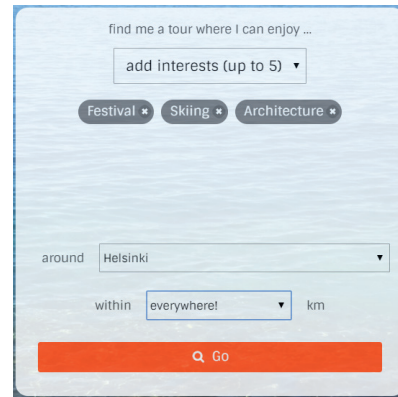 find me a tour where I can enjoy ...
add interests (up to 5)
Festival Skiing Architecture
around Helsinki
within everywhere! km
Go